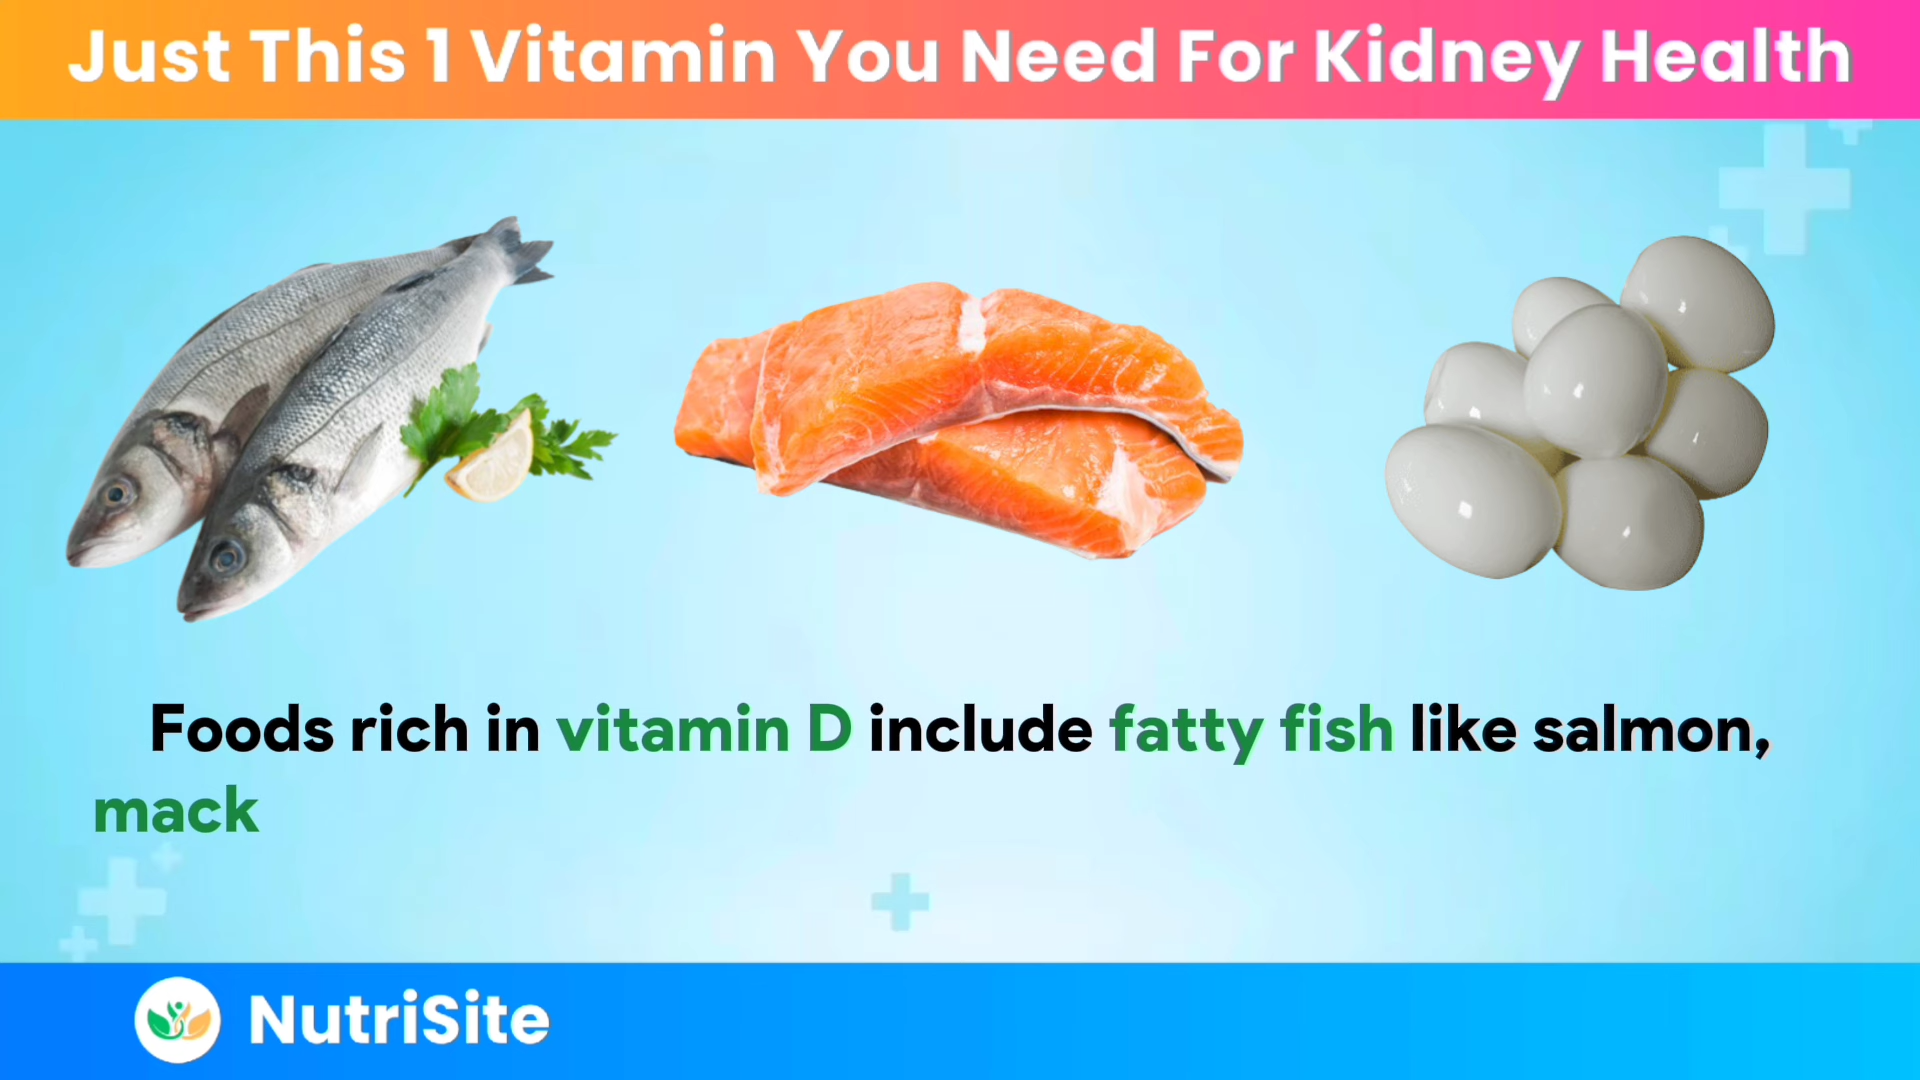 Just This 1 Vitamin You Need For Kidney Health
Foods rich in vitamin D include fatty fish like salmon,
mack
NutriSite